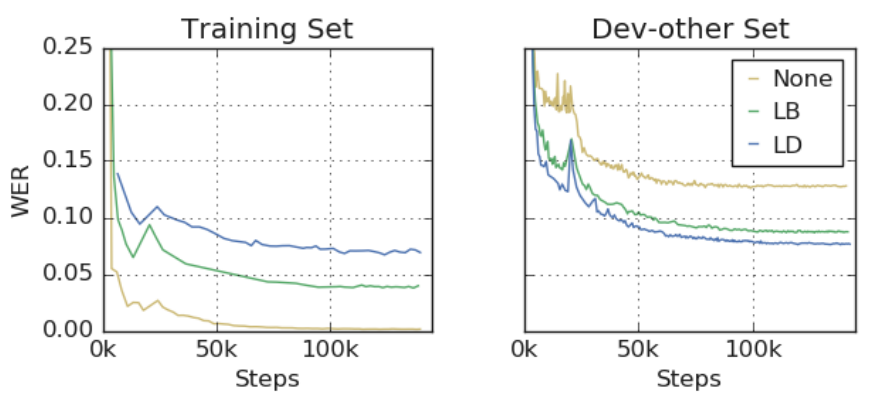 Training Set
WER
0.25
0.20
0.15
0.10
0.05
0.00
0k
50k
100k
Steps
Dev-other Set
None
LB
LD
0k
50k
100k
Steps